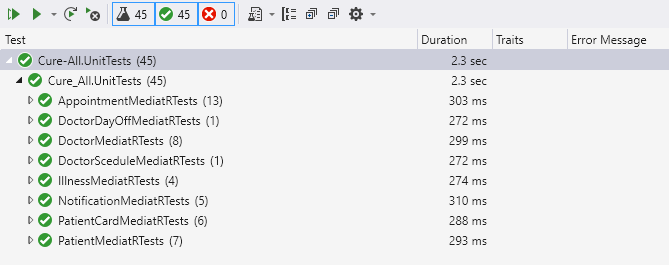 45 45 0
Test Duration Traits Error Message
Cure-All.UnitTests (45) 2.3 sec
Cure_All.UnitTests (45) 2.3 sec
AppointmentMediatRTests (13) 303 ms
DoctorDayOffMediatRTests (1) 272 ms
DoctorMediatRTests (8) 299 ms
DoctorSceduleMediatRTests (1) 272 ms
IllnessMediatRTests (4) 274 ms
NotificationMediatRTests (5) 310 ms
PatientCardMediatRTests (6) 288 ms
PatientMediatRTests (7) 293 ms